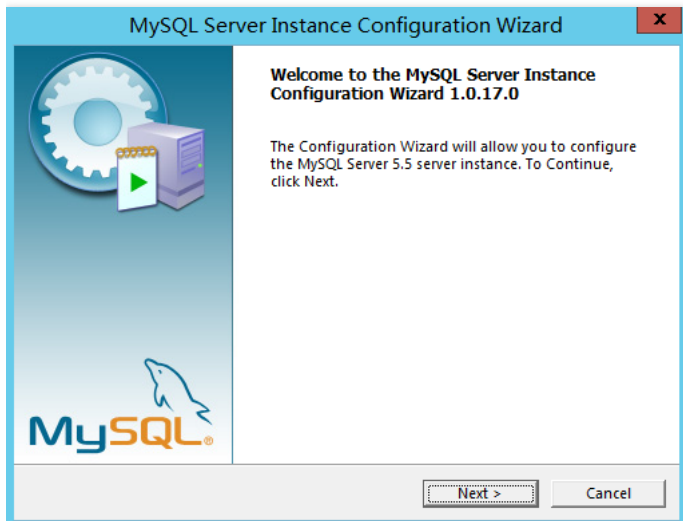 MySQL Server Instance Configuration Wizard
x
Welcome to the MySQL Server Instance
Configuration Wizard 1.0.17.0
The Configuration Wizard will allow you to configure
the MySQL Server 5.5 server instance. To Continue,
click Next.
MySQL®
Next >
Cancel